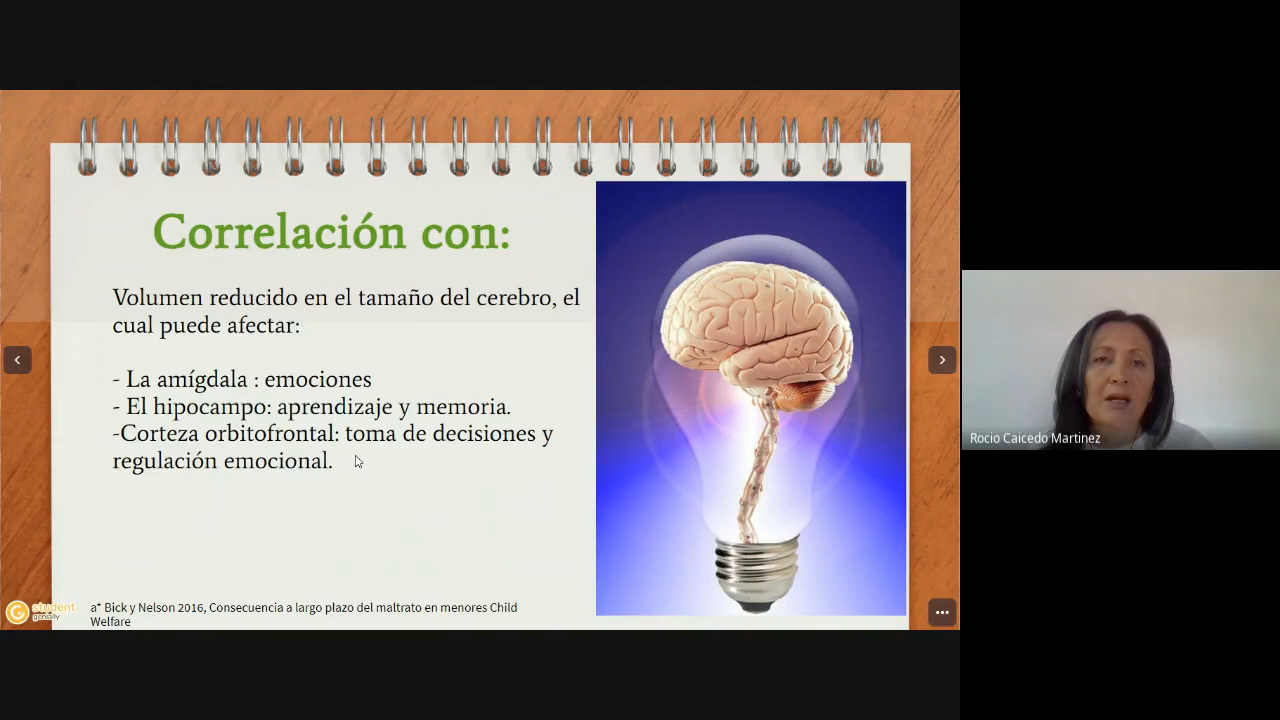 Correlación con:
Volumen reducido en el tamaño del cerebro, el
cual puede afectar:
- La amígdala : emociones
- El hipocampo: aprendizaje y memoria.
-Corteza orbitofrontal: toma de decisiones y
regulación emocional.
a* Bick y Nelson 2016, Consecuencia a largo plazo del maltrato en menores Child
Welfare
student
genially
Rocio Caicedo Martinez